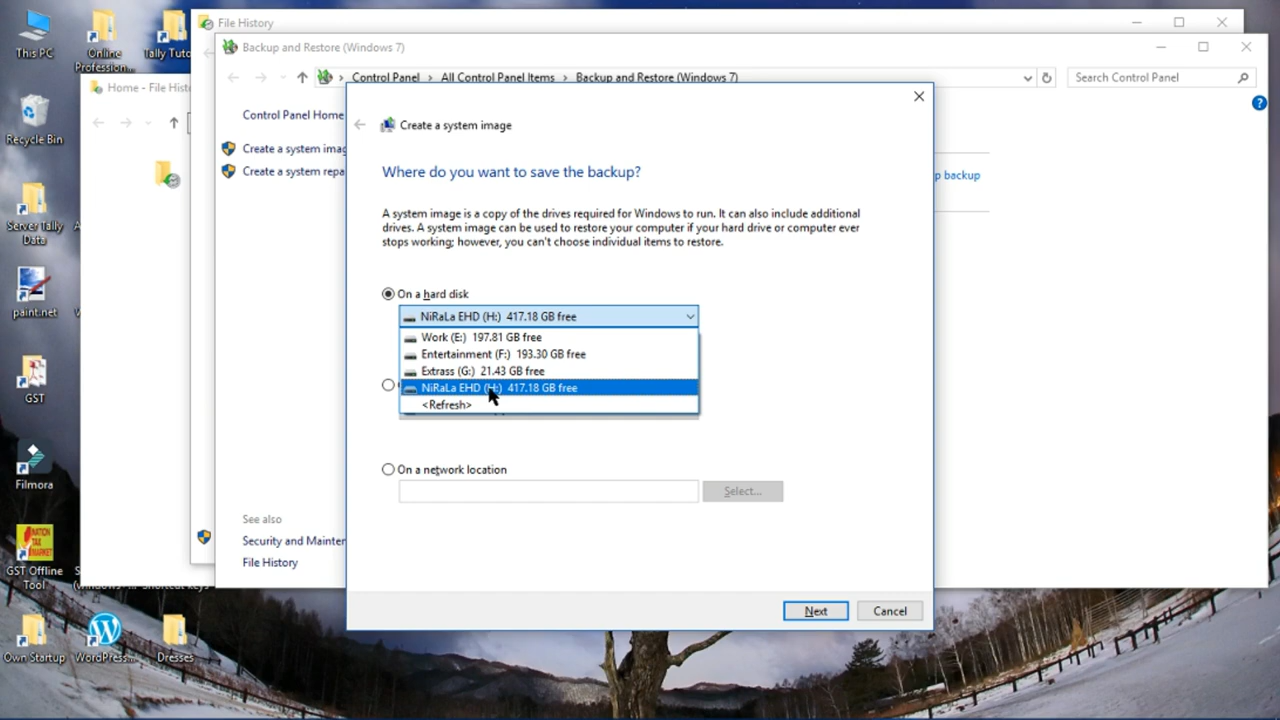 This PC
Online
Profession...
Tally Tuto
Recycle Bin
Server Tally
Data
paint.net
GST
Filmora
GST Offline
Tool
Own Startup
WordPress...
Dresses
File History
Home - File Histo
Backup and Restore (Windows 7)
Control Panel
All Control Panel Items
Backup and Restore (Windows 7)
Search Control Panel
Control Panel Home
Create a system imag
Create a system repa
p backup
See also
Security and Mainten
File History
Create a system image
Where do you want to save the backup?
A system image is a copy of the drives required for Windows to run. It can also include additional
drives. A system image can be used to restore your computer if your hard drive or computer ever
stops working; however, you can't choose individual items to restore.
On a hard disk
NiRaLa EHD (H:) 417.18 GB free
Work (E:) 197.81 GB free
Entertainment (F:) 193.30 GB free
Extrass (G:) 21.43 GB free
NiRaLa EHD (H:) 417.18 GB free
<Refresh>
On a network location
Select...
Next
Cancel